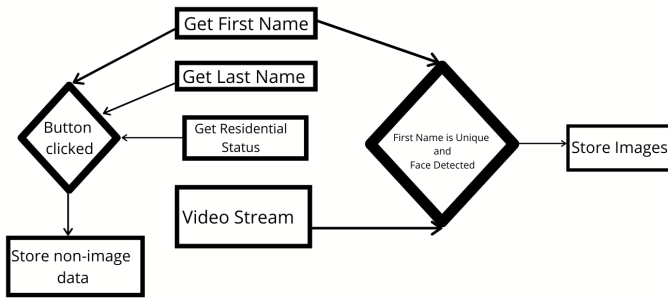 Get First Name
Get Last Name
Button
clicked
Get Residential
Status
First Name is Unique
and
Face Detected
Store Images
Video Stream
Store non-image
data